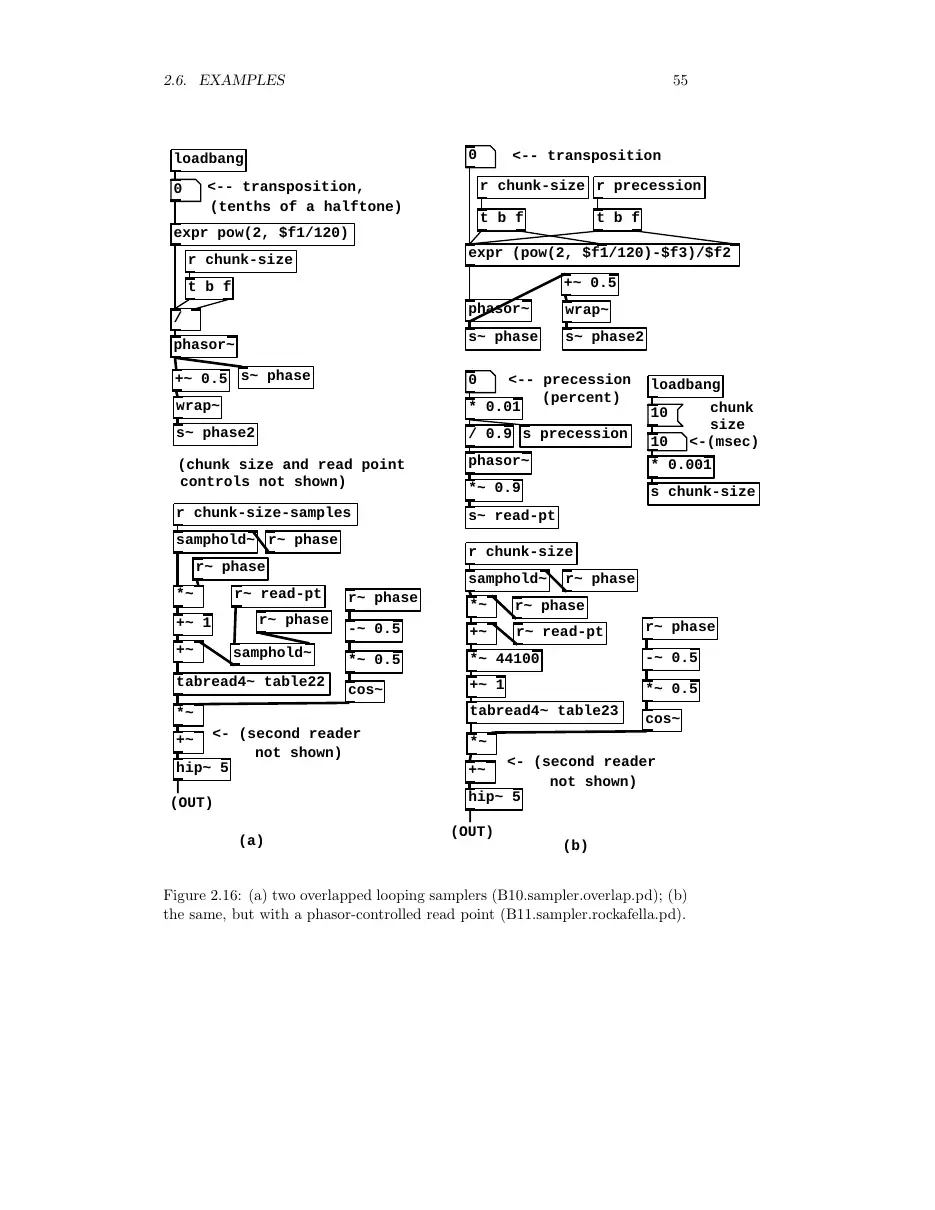 2.6. EXAMPLES 55
loadbang
0 <-- transposition,
(tenths of a halftone)
expr pow(2, $f1/120)
r chunk-size
t b f
/
phasor~
+~ 0.5 s~ phase
wrap~
s~ phase2
(chunk size and read point
controls not shown)
r chunk-size-samples
samphold~ r~ phase
r~ phase
*~ r~ read-pt r~ phase
+~ 1 r~ phase -~ 0.5
+~ samphold~ *~ 0.5
tabread4~ table22 cos~
*~
+~ <- (second reader
not shown)
hip~ 5
(OUT)
(a)
0 <-- transposition
r chunk-size r precession
t b f t b f
expr (pow(2, $f1/120)-$f3)/$f2
+~ 0.5
phasor~ wrap~
s~ phase s~ phase2
0 <-- precession
(percent)
* 0.01
/ 0.9 s precession
phasor~
*~ 0.9
s~ read-pt
loadbang
10 chunk
size
10 <-(msec)
* 0.001
s chunk-size
r chunk-size
samphold~ r~ phase
*~ r~ phase
+~ r~ read-pt r~ phase
*~ 44100 -~ 0.5
+~ 1 *~ 0.5
tabread4~ table23 cos~
*~
+~ <- (second reader
not shown)
hip~ 5
(OUT)
(b)
Figure 2.16: (a) two overlapped looping samplers (B10.sampler.overlap.pd); (b)
the same, but with a phasor-controlled read point (B11.sampler.rockafella.pd).